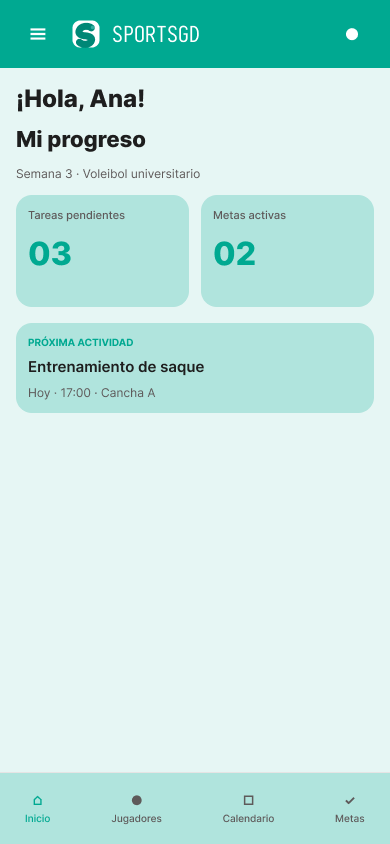 SPORTSGD
¡Hola, Ana!
Mi progreso
Semana 3 · Voleibol universitario
Tareas pendientes
03
Metas activas
02
PRÓXIMA ACTIVIDAD
Entrenamiento de saque
Hoy · 17:00 · Cancha A
Inicio
Jugadores
Calendario
Metas